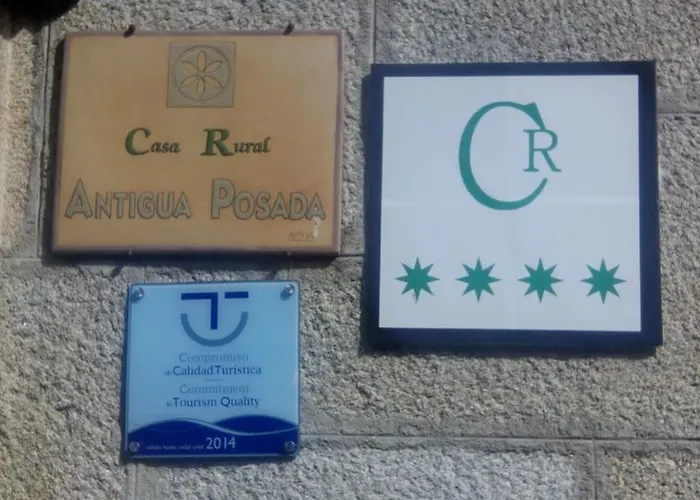 Casa Rural
ANTIGUA POSADA
CR
Compromiso
de Calidad Turística
Commitment
to Tourism Quality
2014